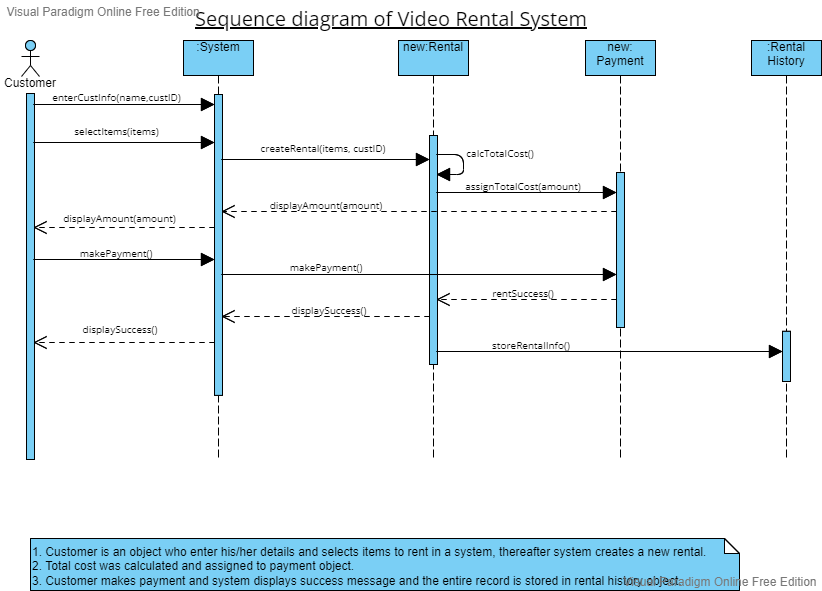 Visual Paradigm Online Free Edition
Sequence diagram of Video Rental System
:System
new:Rental
new:
Payment
:Rental
History
Customer
enterCustInfo(name,custID)
selectItems(items)
createRental(items, custID)
calcTotalCost()
assignTotalCost(amount)
displayAmount(amount)
displayAmount(amount)
makePayment()
makePayment()
rentSuccess()
displaySuccess()
displaySuccess()
storeRentalInfo()
1. Customer is an object who enter his/her details and selects items to rent in a system, thereafter system creates a new rental.
2. Total cost was calculated and assigned to payment object.
3. Customer makes payment and system displays success message and the entire record is stored in rental history object.
Visual Paradigm Online Free Edition